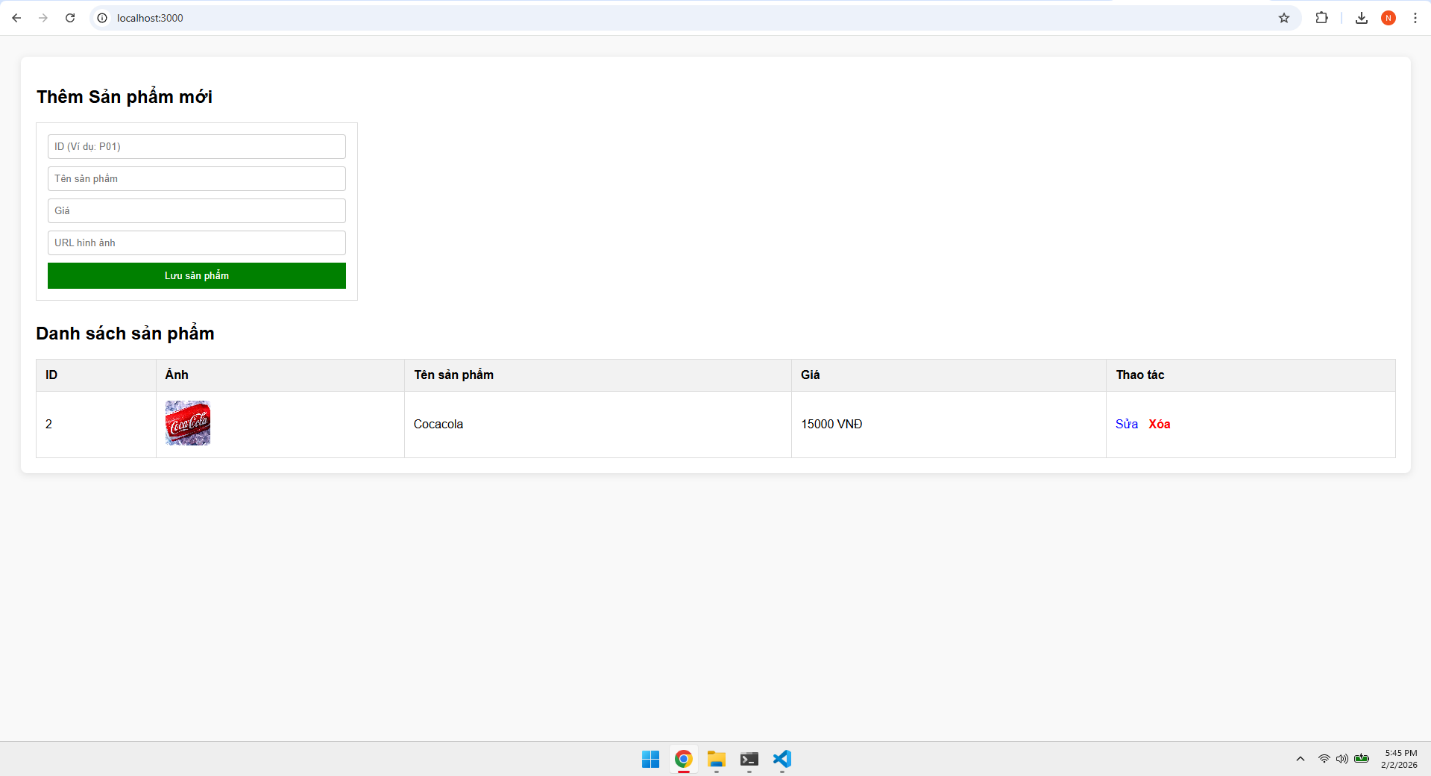 localhost:3000
N
Thêm Sản phẩm mới
ID (Ví dụ: P01)
Tên sản phẩm
Giá
URL hình ảnh
Lưu sản phẩm
Danh sách sản phẩm
ID Ảnh Tên sản phẩm Giá Thao tác
2 Coca-Cola Cocacola 15000 VNĐ Sửa Xóa
5:45 PM
2/2/2026